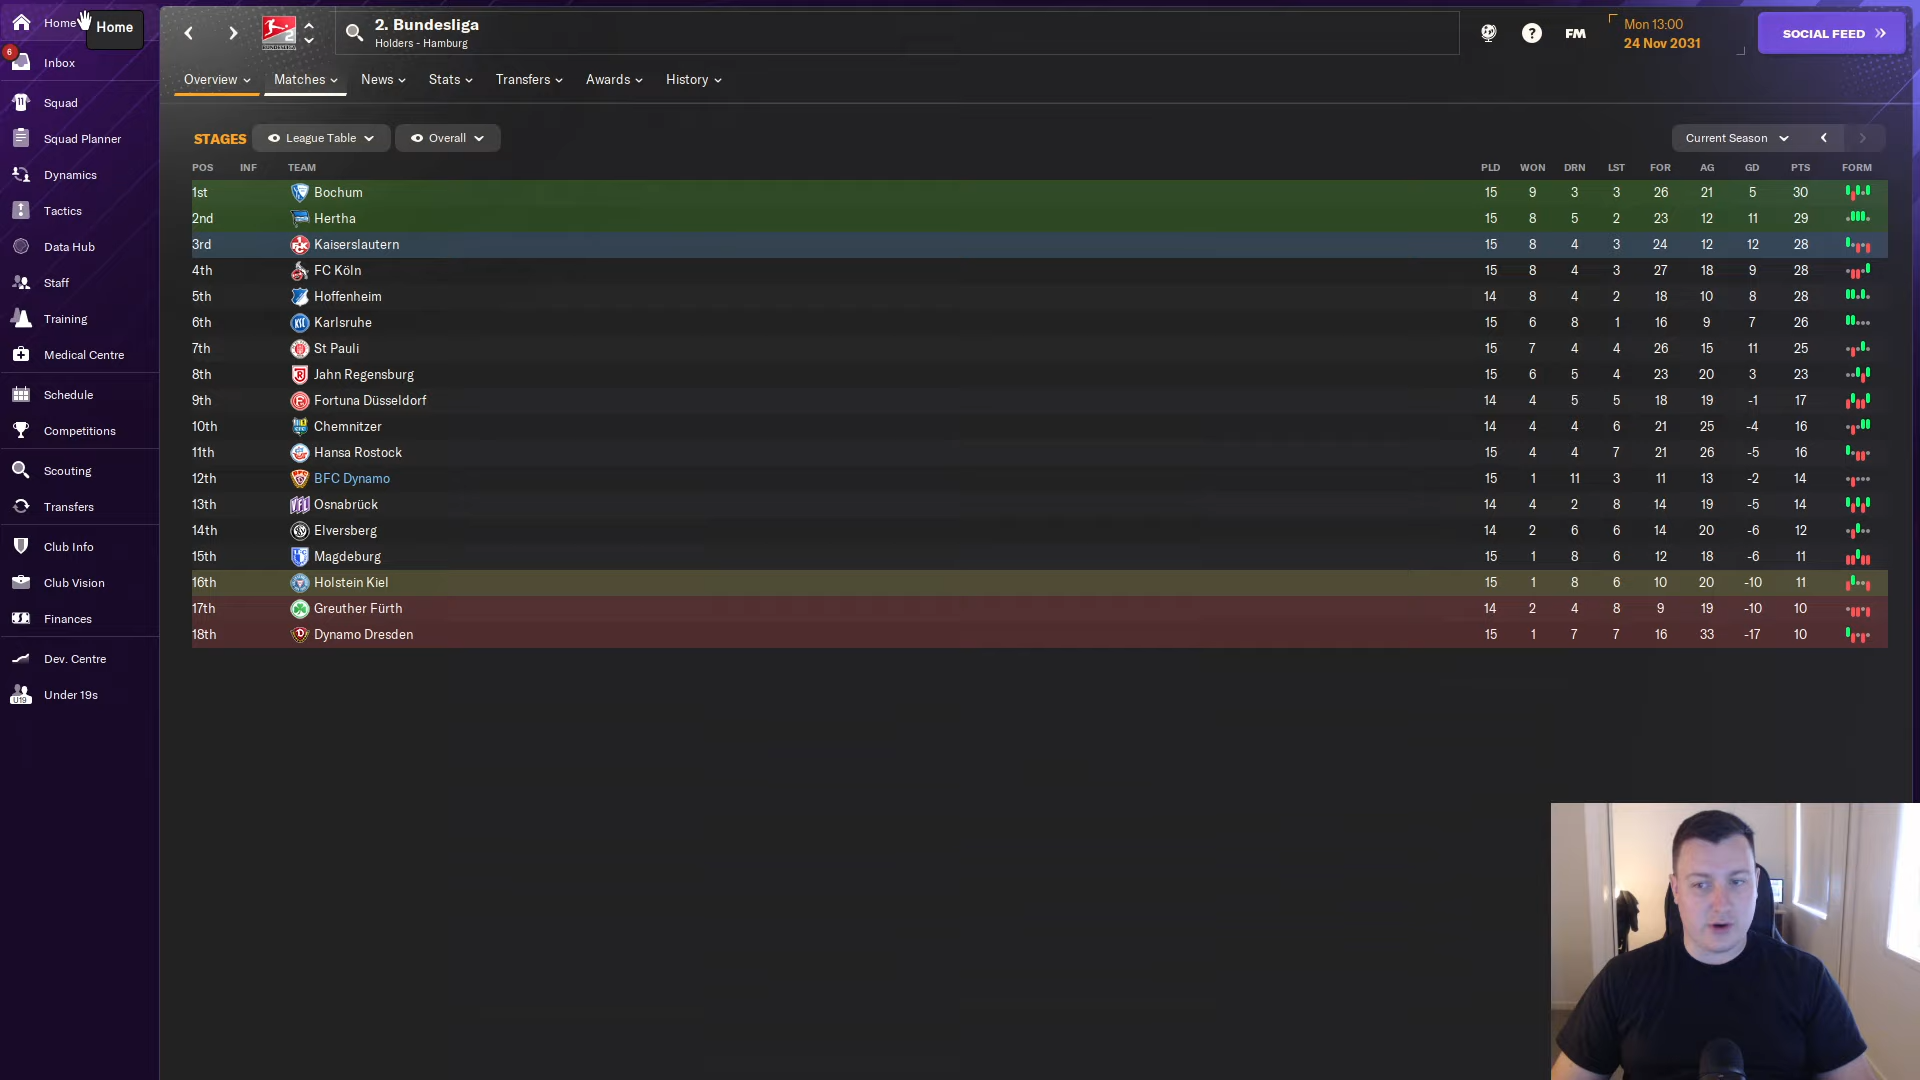 Home
Home
6
Inbox
Squad
Squad Planner
Dynamics
Tactics
Data Hub
Staff
Training
Medical Centre
Schedule
Competitions
Scouting
Transfers
Club Info
Club Vision
Finances
Dev. Centre
U19
Under 19s
2. Bundesliga
Holders - Hamburg
?
FM
Mon 13:00
24 Nov 2031
SOCIAL FEED
Overview Matches News Stats Transfers Awards History
STAGES League Table Overall Current Season
POS INF TEAM PLD WON DRN LST FOR AG GD PTS FORM
1st Bochum 15 9 3 3 26 21 5 30
2nd Hertha 15 8 5 2 23 12 11 29
3rd Kaiserslautern 15 8 4 3 24 12 12 28
4th FC Köln 15 8 4 3 27 18 9 28
5th Hoffenheim 14 8 4 2 18 10 8 28
6th Karlsruhe 15 6 8 1 16 9 7 26
7th St Pauli 15 7 4 4 26 15 11 25
8th Jahn Regensburg 15 6 5 4 23 20 3 23
9th Fortuna Düsseldorf 14 4 5 5 18 19 -1 17
10th Chemnitzer 14 4 4 6 21 25 -4 16
11th Hansa Rostock 15 4 4 7 21 26 -5 16
12th BFC Dynamo 15 1 11 3 11 13 -2 14
13th Osnabrück 14 4 2 8 14 19 -5 14
14th Elversberg 14 2 6 6 14 20 -6 12
15th Magdeburg 15 1 8 6 12 18 -6 11
16th Holstein Kiel 15 1 8 6 10 20 -10 11
17th Greuther Fürth 14 2 4 8 9 19 -10 10
18th Dynamo Dresden 15 1 7 7 16 33 -17 10